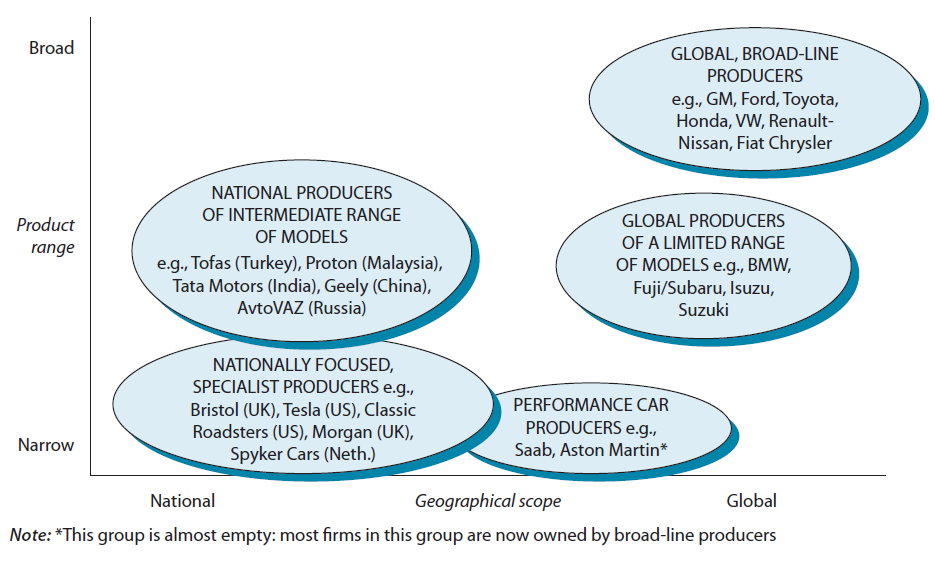 Broad
GLOBAL, BROAD-LINE
PRODUCERS
e.g., GM, Ford, Toyota,
Honda, VW, Renault-
Nissan, Fiat Chrysler
NATIONAL PRODUCERS
OF INTERMEDIATE RANGE
OF MODELS
e.g., Tofas (Turkey), Proton (Malaysia),
Tata Motors (India), Geely (China),
AvtoVAZ (Russia)
Product
range
GLOBAL PRODUCERS
OF A LIMITED RANGE
OF MODELS e.g., BMW,
Fuji/Subaru, Isuzu,
Suzuki
NATIONALLY FOCUSED,
SPECIALIST PRODUCERS e.g.,
Bristol (UK), Tesla (US), Classic
Roadsters (US), Morgan (UK),
Spyker Cars (Neth.)
PERFORMANCE CAR
PRODUCERS e.g.,
Saab, Aston Martin*
Narrow
National
Geographical scope
Global
Note: *This group is almost empty: most firms in this group are now owned by broad-line producers